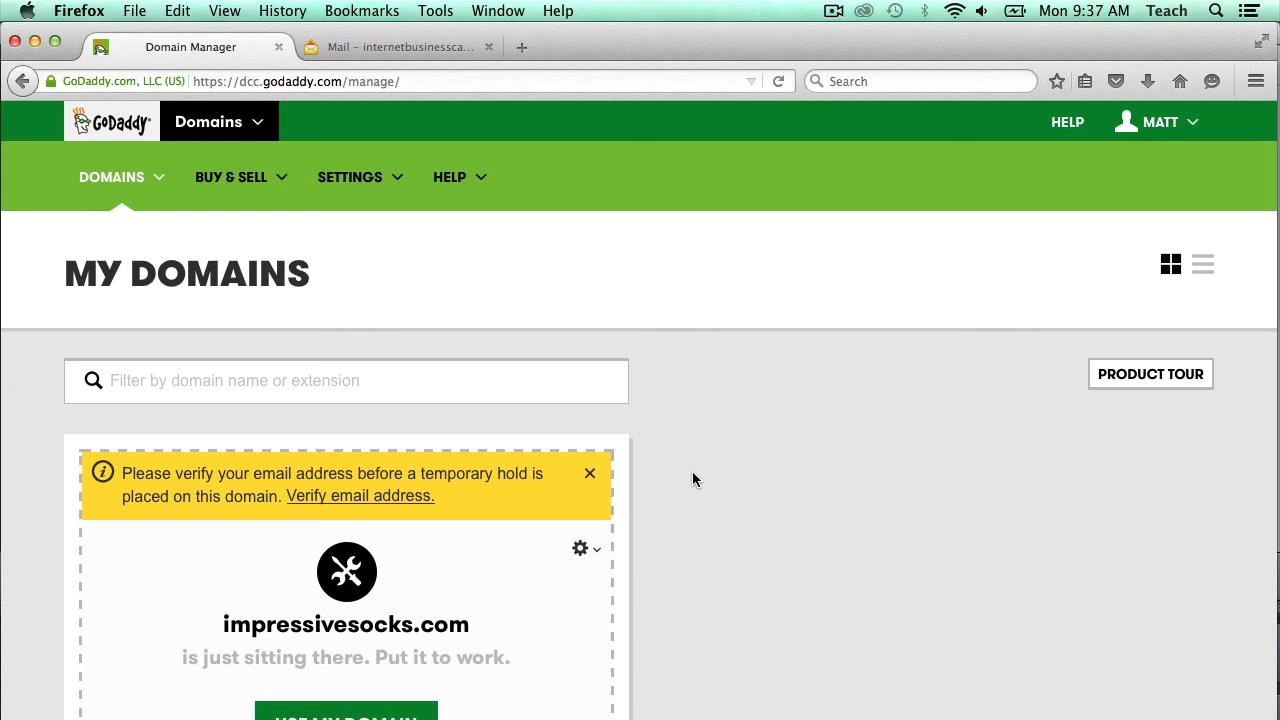 Firefox File Edit View History Bookmarks Tools Window Help Mon 9:37 AM Teach
Domain Manager Mail – internetbusinessca...
GoDaddy.com, LLC (US) https://dcc.godaddy.com/manage/ Search
GoDaddy Domains HELP MATT
DOMAINS BUY & SELL SETTINGS HELP
MY DOMAINS
Filter by domain name or extension
PRODUCT TOUR
Please verify your email address before a temporary hold is
placed on this domain. Verify email address.
impressivesocks.com
is just sitting there. Put it to work.
USE MY DOMAIN